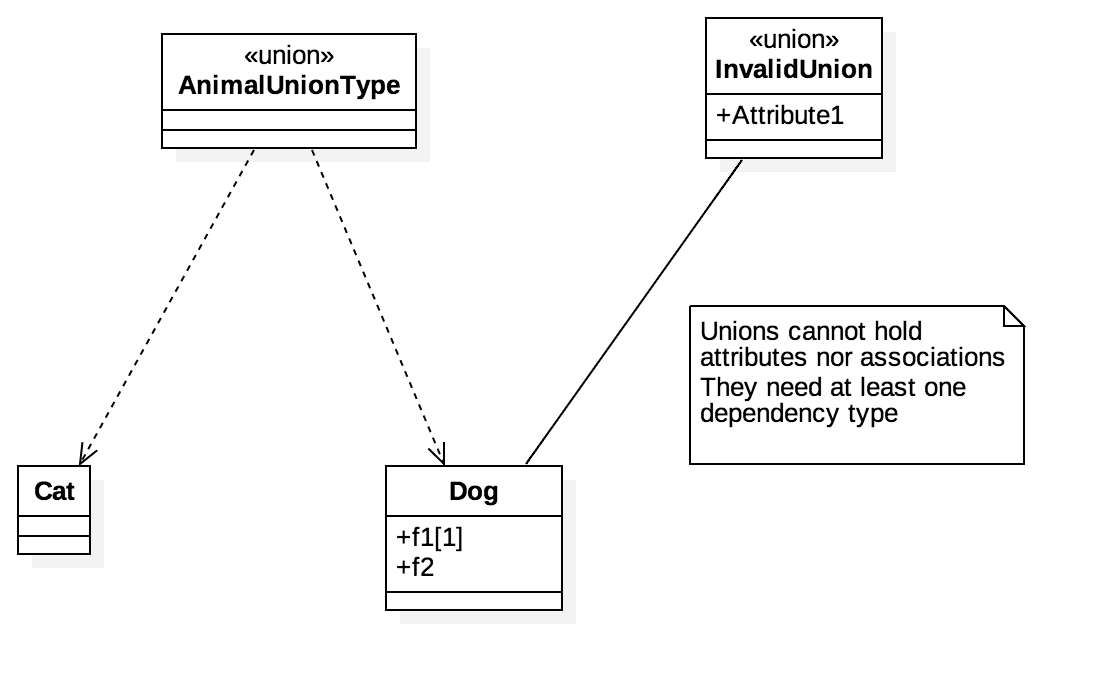 «union»
AnimalUnionType
«union»
InvalidUnion
+Attribute1
Unions cannot hold
attributes nor associations
They need at least one
dependency type
Cat
Dog
+f1[1]
+f2